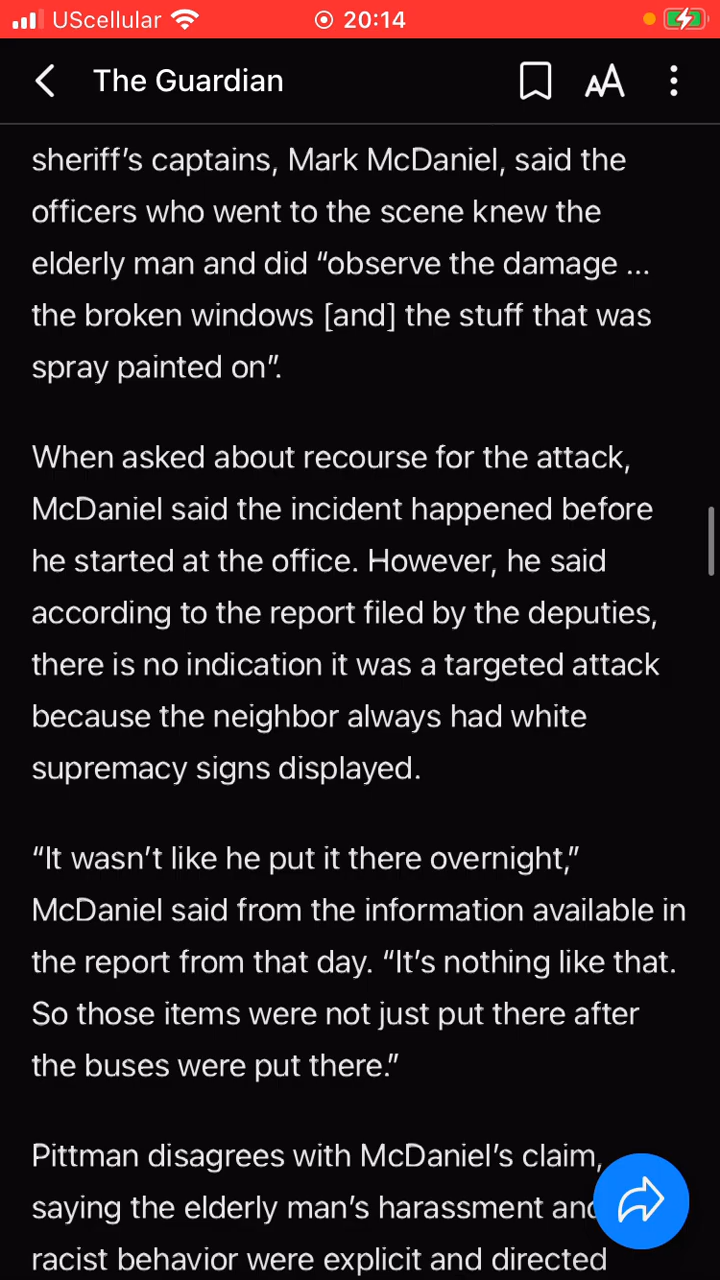 UScellular 20:14
The Guardian AA
sheriff’s captains, Mark McDaniel, said the
officers who went to the scene knew the
elderly man and did “observe the damage ...
the broken windows [and] the stuff that was
spray painted on”.
When asked about recourse for the attack,
McDaniel said the incident happened before
he started at the office. However, he said
according to the report filed by the deputies,
there is no indication it was a targeted attack
because the neighbor always had white
supremacy signs displayed.
“It wasn’t like he put it there overnight,”
McDaniel said from the information available in
the report from that day. “It’s nothing like that.
So those items were not just put there after
the buses were put there.”
Pittman disagrees with McDaniel’s claim,
saying the elderly man’s harassment and
racist behavior were explicit and directed